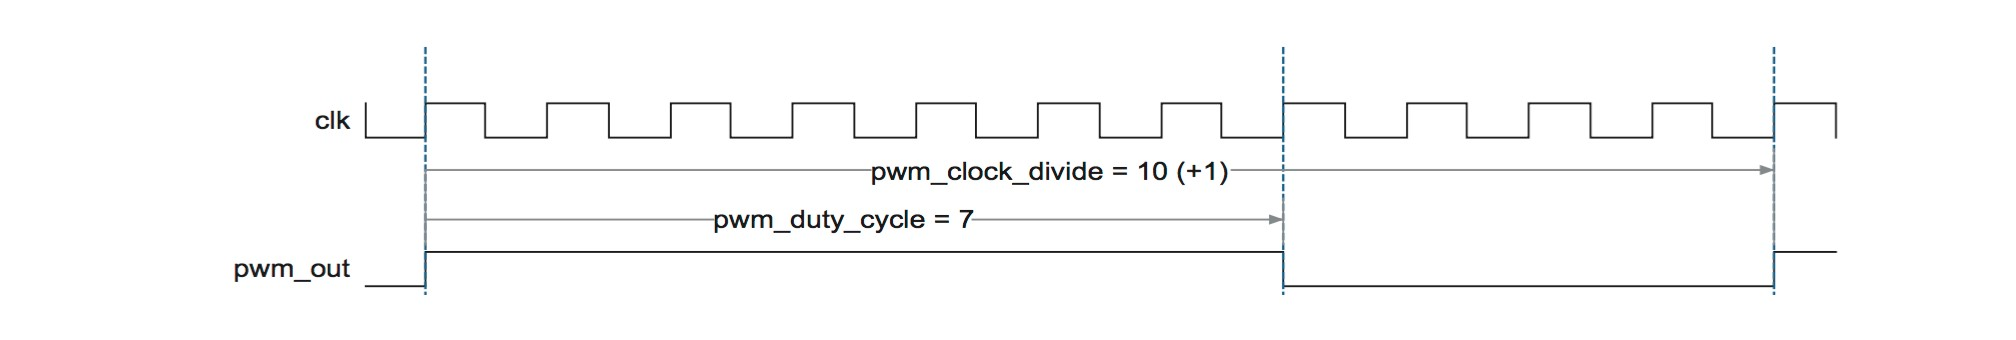 clk
pwm_clock_divide = 10 (+1)
pwm_duty_cycle = 7
pwm_out